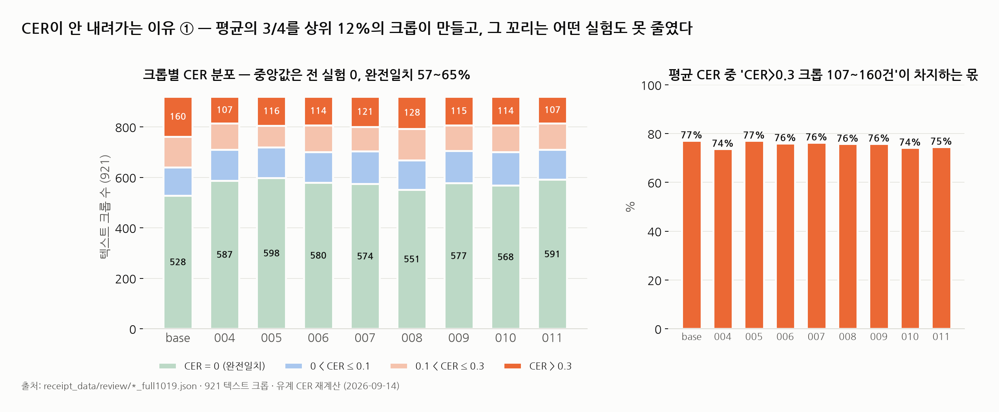 CER이 안 내려가는 이유 ① — 평균의 3/4를 상위 12%의 크롭이 만들고, 그 꼬리는 어떤 실험도 못 줄였다
크롭별 CER 분포 — 중앙값은 전 실험 0, 완전일치 57~65%
텍스트 크롭 수 (921)
800
600
400
200
0
160 107 116 114 121 128 115 114 107
528 587 598 580 574 551 577 568 591
base 004 005 006 007 008 009 010 011
CER = 0 (완전일치) 0 < CER ≤ 0.1 0.1 < CER ≤ 0.3 CER > 0.3
평균 CER 중 'CER>0.3 크롭 107~160건'이 차지하는 몫
%
100
80
60
40
20
0
77% 74% 77% 76% 76% 76% 76% 74% 75%
base 004 005 006 007 008 009 010 011
출처: receipt_data/review/*_full1019.json · 921 텍스트 크롭 · 유계 CER 재계산 (2026-09-14)